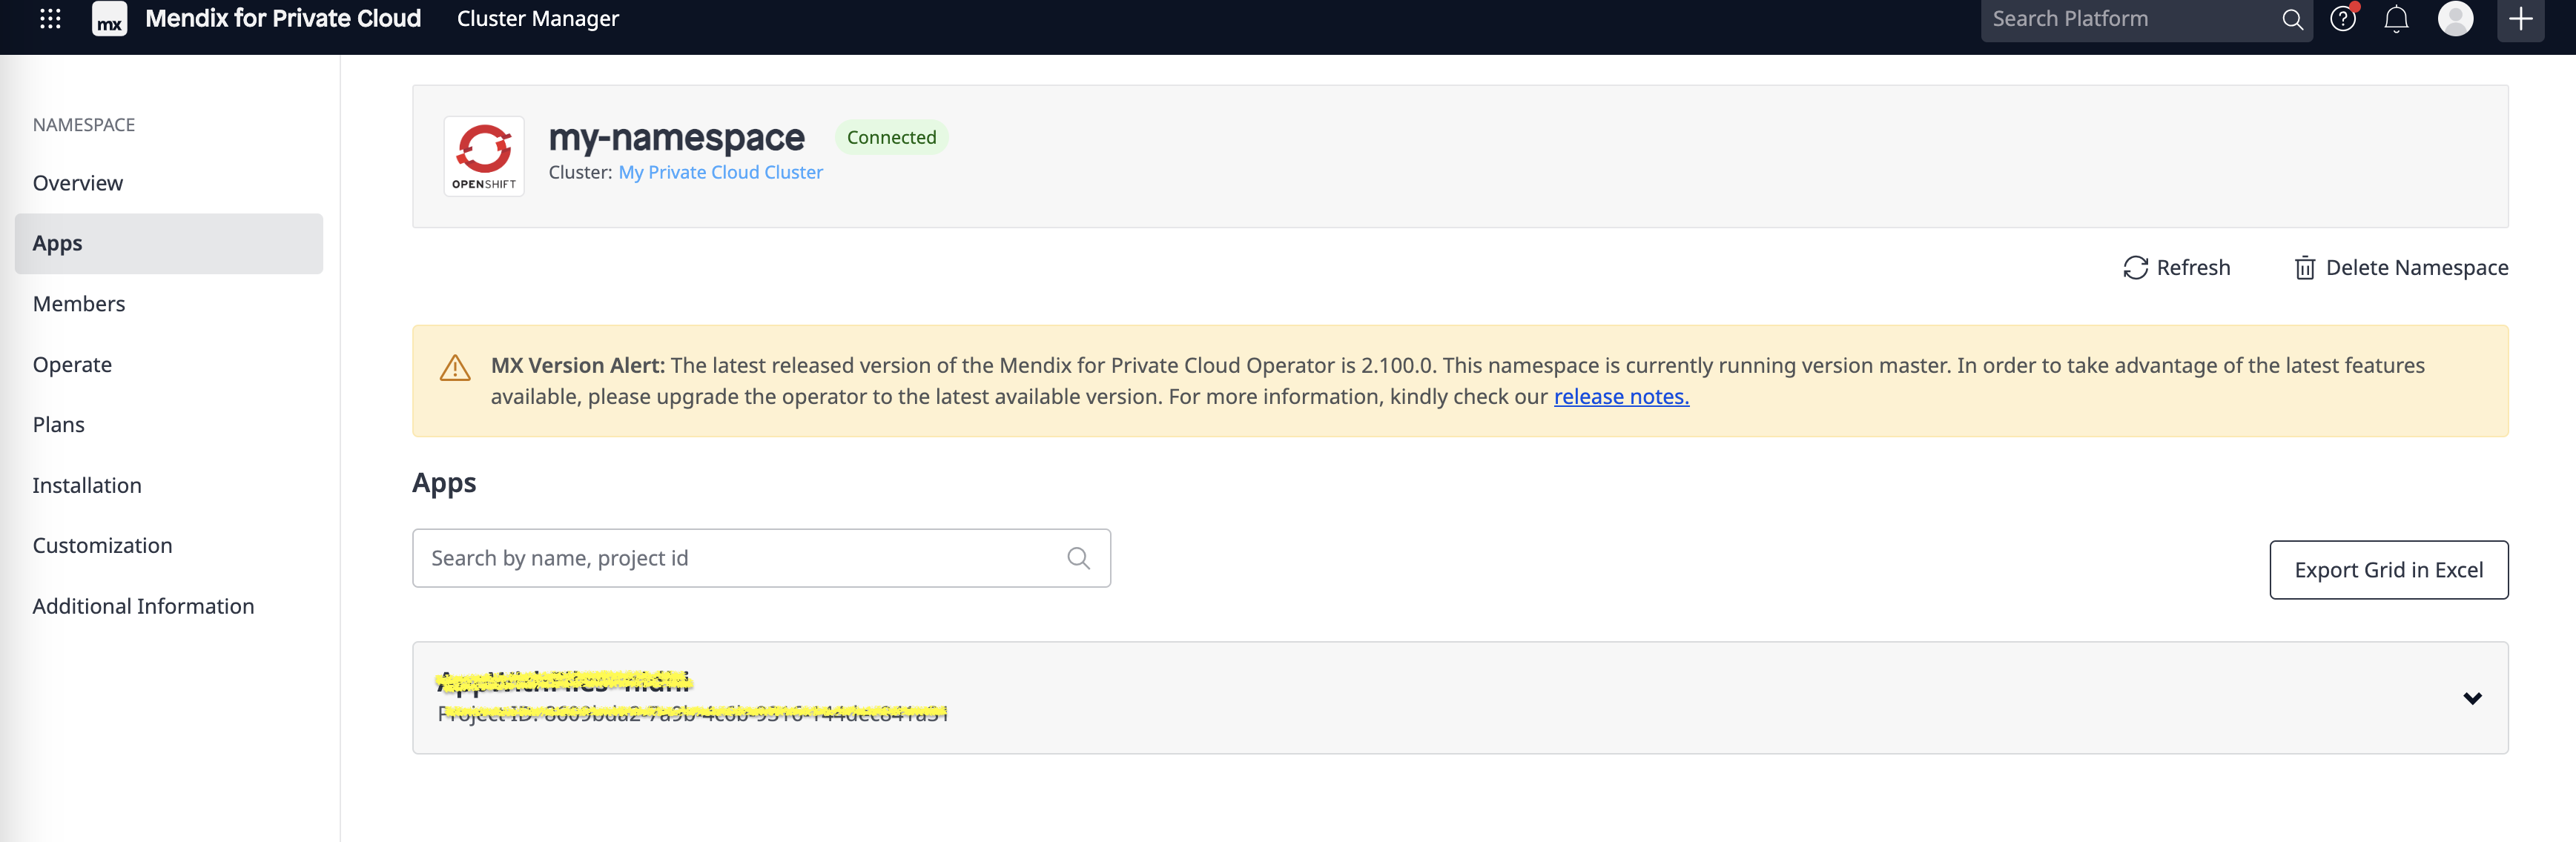 mx Mendix for Private Cloud Cluster Manager Search Platform
NAMESPACE
Overview
Apps
Members
Operate
Plans
Installation
Customization
Additional Information
OPENSHIFT
my-namespace Connected
Cluster: My Private Cloud Cluster
Refresh Delete Namespace
MX Version Alert: The latest released version of the Mendix for Private Cloud Operator is 2.100.0. This namespace is currently running version master. In order to take advantage of the latest features
available, please upgrade the operator to the latest available version. For more information, kindly check our release notes.
Apps
Search by name, project id
Export Grid in Excel
Project ID: